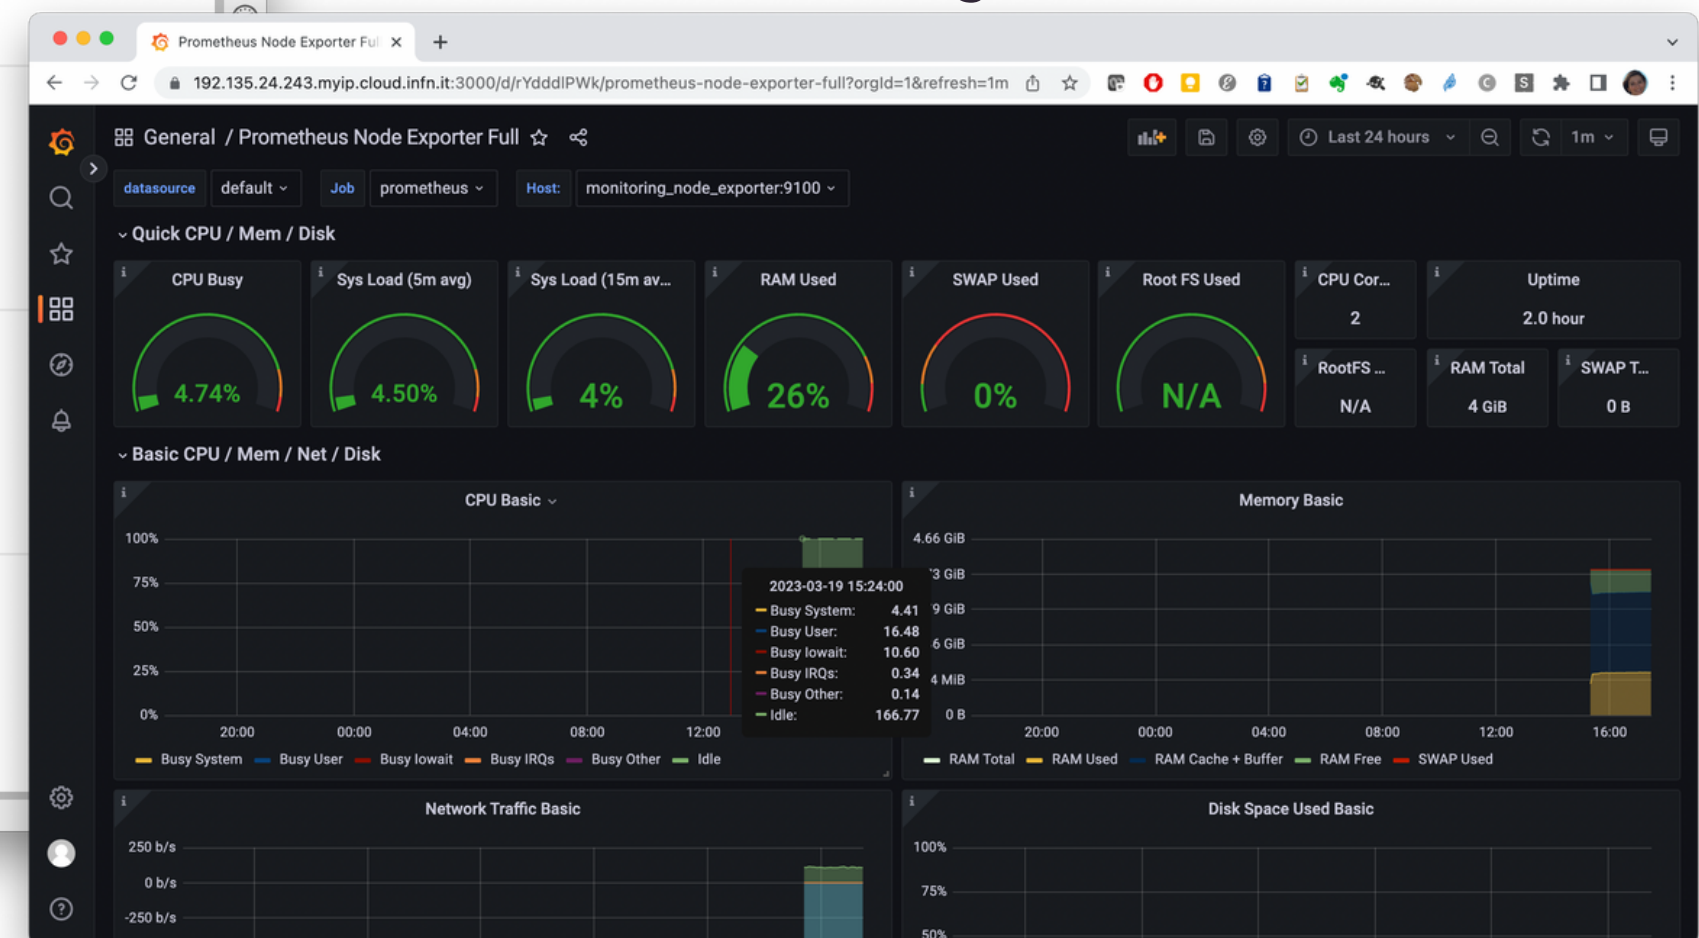 Prometheus Node Exporter Ful
192.135.24.243.myip.cloud.infn.it:3000/d/rYdddlPWk/prometheus-node-exporter-full?orgId=1&refresh=1m
General / Prometheus Node Exporter Full
Last 24 hours
1m
datasource default Job prometheus Host: monitoring_node_exporter:9100
Quick CPU / Mem / Disk
CPU Busy
4.74%
Sys Load (5m avg)
4.50%
Sys Load (15m av...
4%
RAM Used
26%
SWAP Used
0%
Root FS Used
N/A
CPU Cor...
2
Uptime
2.0 hour
RootFS ...
N/A
RAM Total
4 GiB
SWAP T...
0 B
Basic CPU / Mem / Net / Disk
CPU Basic
100%
75%
50%
25%
0%
20:00 00:00 04:00 08:00 12:00
Busy System Busy User Busy Iowait Busy IRQs Busy Other Idle
2023-03-19 15:24:00
Busy System: 4.41
Busy User: 16.48
Busy Iowait: 10.60
Busy IRQs: 0.34
Busy Other: 0.14
Idle: 166.77
Memory Basic
4.66 GiB
3 GiB
9 GiB
6 GiB
4 MiB
0 B
20:00 00:00 04:00 08:00 12:00 16:00
RAM Total RAM Used RAM Cache + Buffer RAM Free SWAP Used
Network Traffic Basic
250 b/s
0 b/s
-250 b/s
Disk Space Used Basic
100%
75%
50%